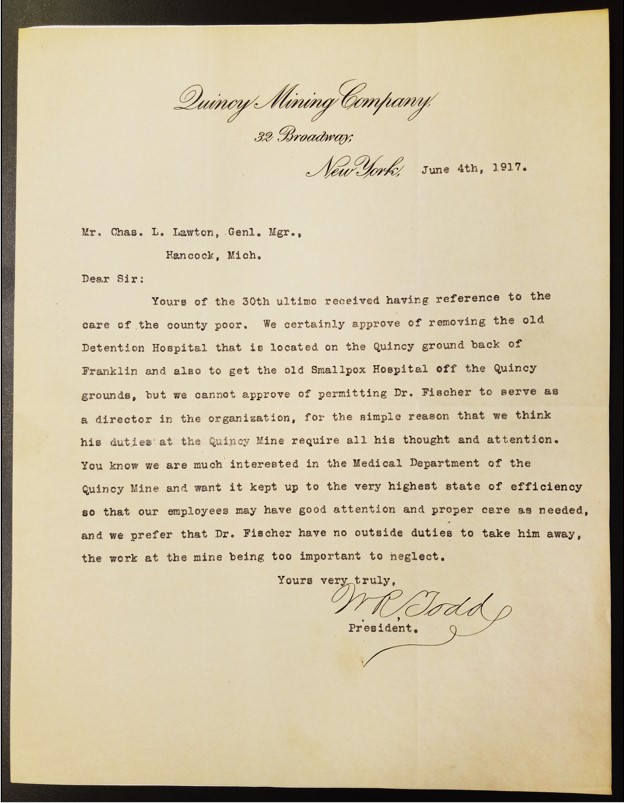 Quincy Mining Company.
32 Broadway,
New York, June 4th, 1917.
Mr. Chas. L. Lawton, Genl. Mgr.,
Hancock, Mich.
Dear Sir:
Yours of the 30th ultimo received having reference to the
care of the county poor. We certainly approve of removing the old
Detention Hospital that is located on the Quincy ground back of
Franklin and also to get the old Smallpox Hospital off the Quincy
grounds, but we cannot approve of permitting Dr. Fischer to serve as
a director in the organization, for the simple reason that we think
his duties at the Quincy Mine require all his thought and attention.
You know we are much interested in the Medical Department of the
Quincy Mine and want it kept up to the very highest state of efficiency
so that our employees may have good attention and proper care as needed,
and we prefer that Dr. Fischer have no outside duties to take him away,
the work at the mine being too important to neglect.
Yours very truly,
W R Todd
President.